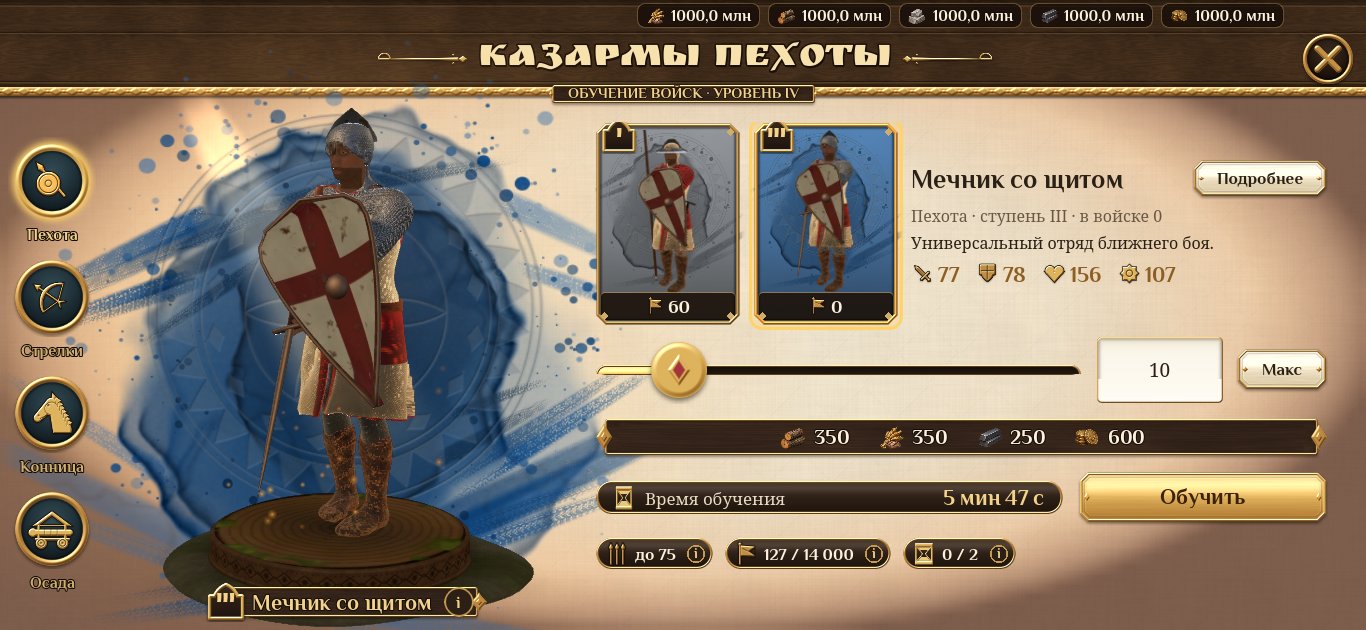 1000,0 млн 1000,0 млн 1000,0 млн 1000,0 млн 1000,0 млн
КАЗАРМЫ ПЕХОТЫ
ОБУЧЕНИЕ ВОЙСК · УРОВЕНЬ IV
Пехота
Стрелки
Конница
Осада
I
60
III
0
Мечник со щитом
Подробнее
Пехота · ступень III · в войске 0
Универсальный отряд ближнего боя.
77 78 156 107
10
Макс
350 350 250 600
Время обучения 5 мин 47 с
Обучить
до 75 i 127 / 14 000 i 0 / 2 i
III Мечник со щитом i